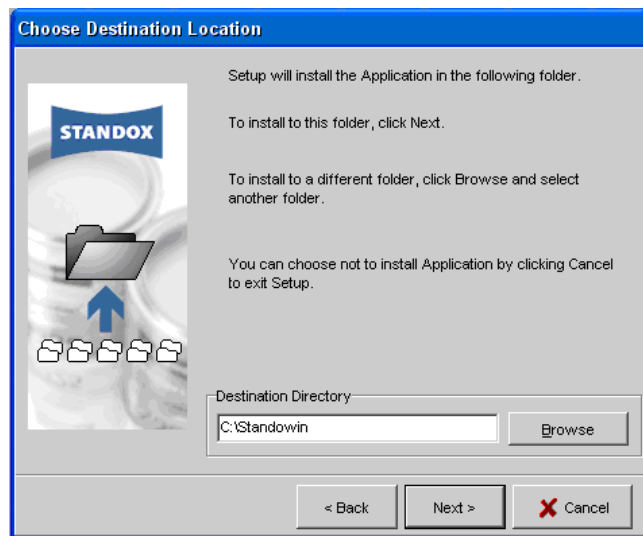 Choose Destination Location
STANDOX
Setup will install the Application in the following folder.
To install to this folder, click Next.
To install to a different folder, click Browse and select
another folder.
You can choose not to install Application by clicking Cancel
to exit Setup.
Destination Directory
C:\Standowin
Browse
< Back
Next >
Cancel